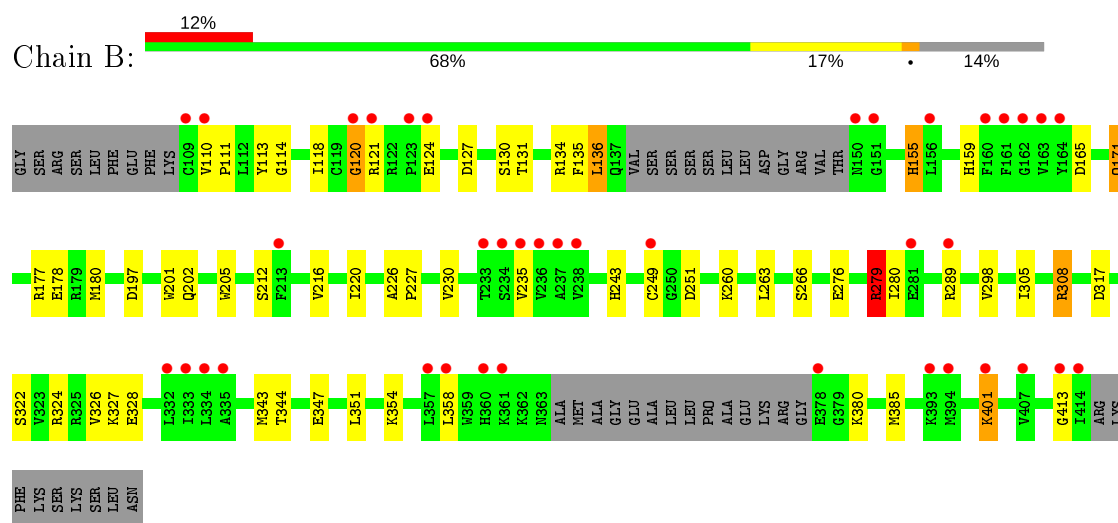 12%
Chain B:
68% 17% • 14%
GLY SER ARG SER LEU PHE GLU PHE LYS C109 V110 P111 L112 Y113 G114 I118 C119 G120 R121 R122 P123 E124 D127 S130 T131 R134 F135 L136 Q137 VAL SER SER SER SER LEU LEU ASP GLY ARG VAL THR N150 G151 H155 L156 H159 F160 F161 G162 V163 Y164 D165
R177 E178 R179 M180 D197 W201 Q202 W205 S212 F213 V216 I220 A226 P227 V230 T233 S234 V235 V236 A237 V238 H243 C249 G250 D251 K260 L263 S266 E276 R279 I280 E281 R289 V298 I305 R308 D317
S322 V323 R324 R325 V326 K327 E328 L332 I333 L334 A335 M343 T344 E347 L351 K354 L357 L358 W359 H360 K361 K362 N363 ALA MET ALA GLY GLU ALA LEU LEU PRO ALA GLU LYS ARG GLY E378 G379 K380 M385 K393 M394 K401 V407 G413 I414 ARG
PHE LYS SER LYS SER LEU ASN